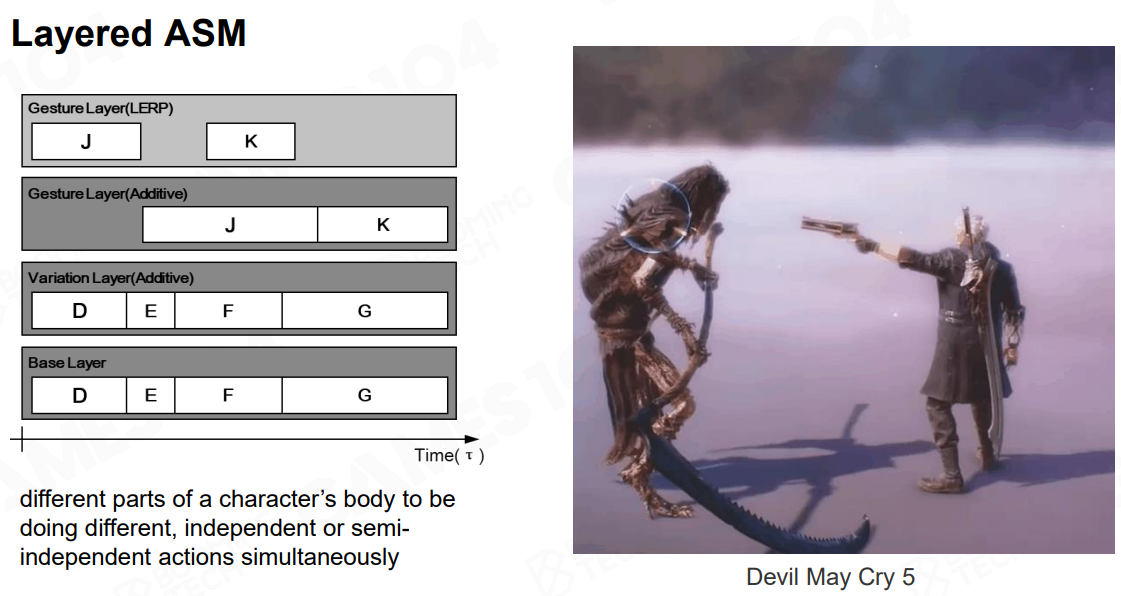 Layered ASM
Gesture Layer(LERP)
J
K
Gesture Layer(Additive)
J
K
Variation Layer(Additive)
D
E
F
G
Base Layer
D
E
F
G
Time( τ )
different parts of a character's body to be
doing different, independent or semi-
independent actions simultaneously
Devil May Cry 5